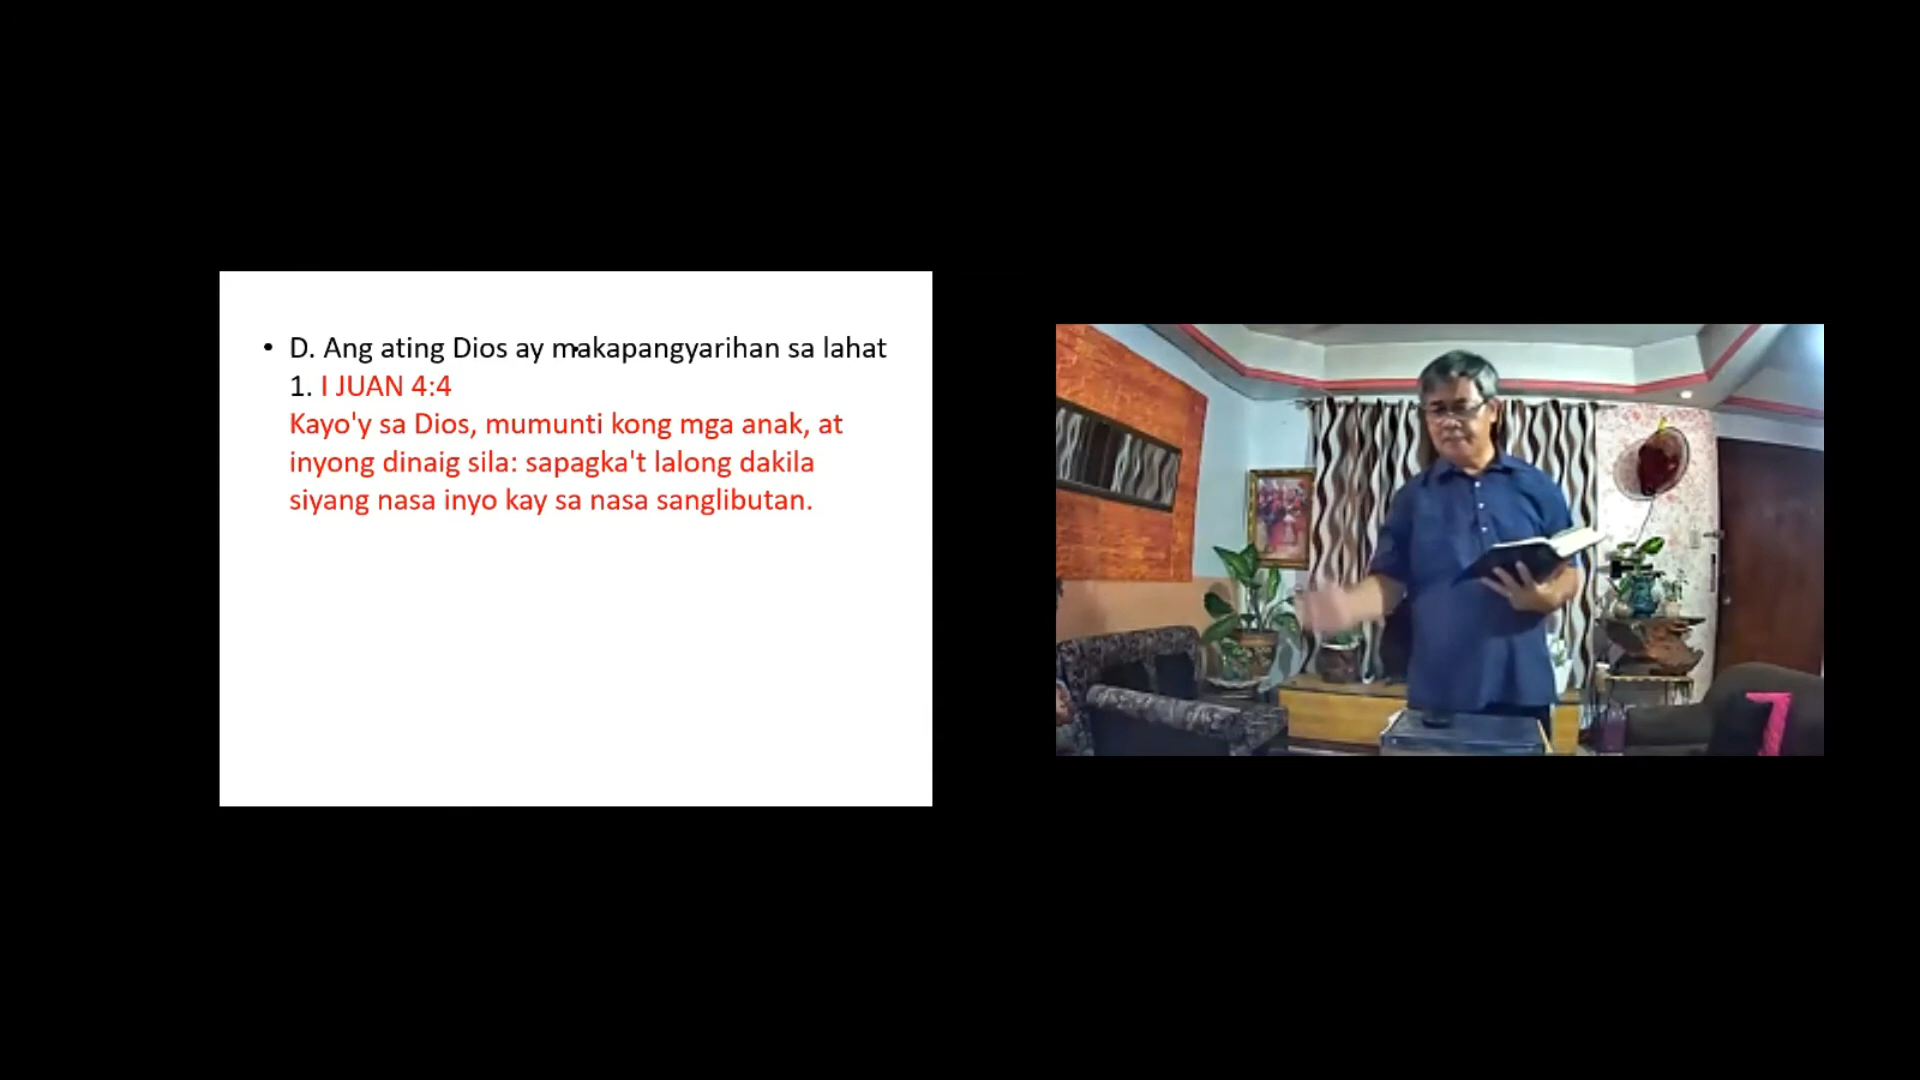 • D. Ang ating Dios ay makapangyarihan sa lahat
1. I JUAN 4:4
Kayo'y sa Dios, mumunti kong mga anak, at
inyong dinaig sila: sapagka't lalong dakila
siyang nasa inyo kay sa nasa sanglibutan.